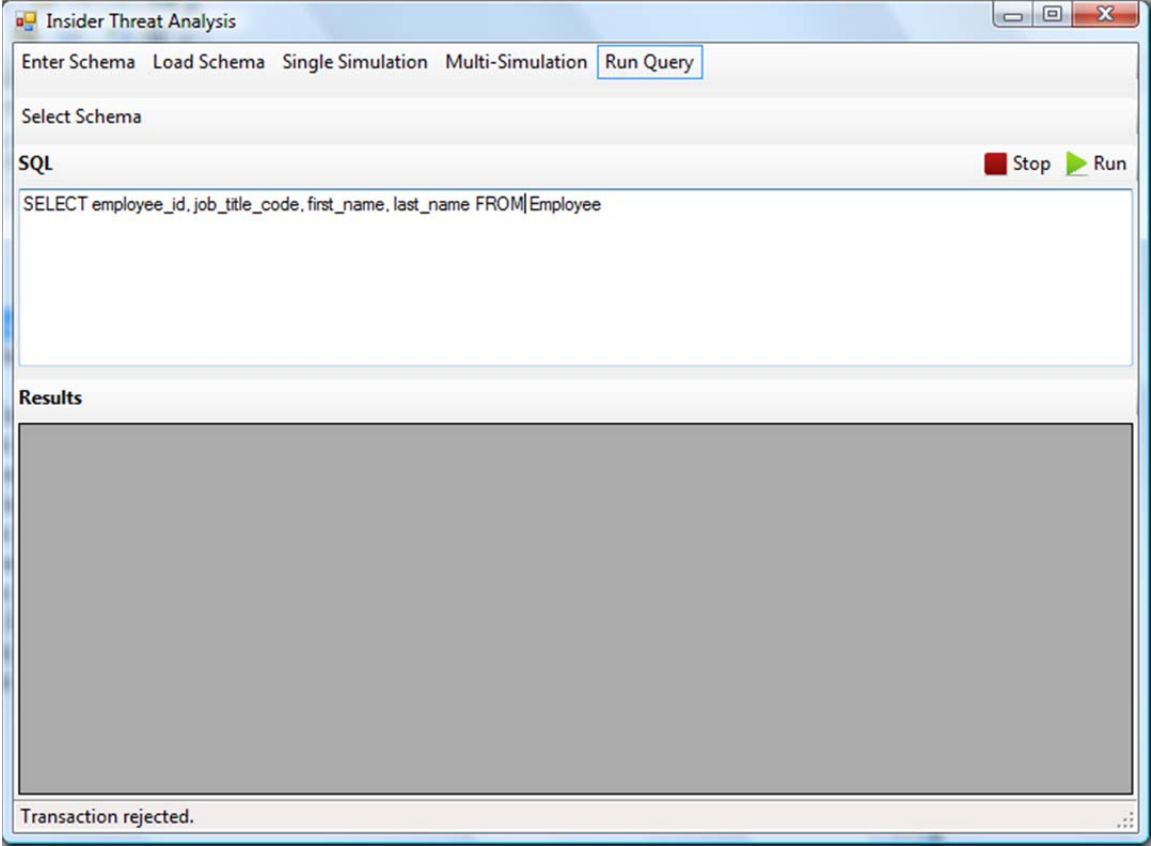 Insider Threat Analysis
Enter Schema Load Schema Single Simulation Multi-Simulation Run Query
Select Schema
SQL Stop Run
SELECT employee_id, job_title_code, first_name, last_name FROM Employee
Results
Transaction rejected.